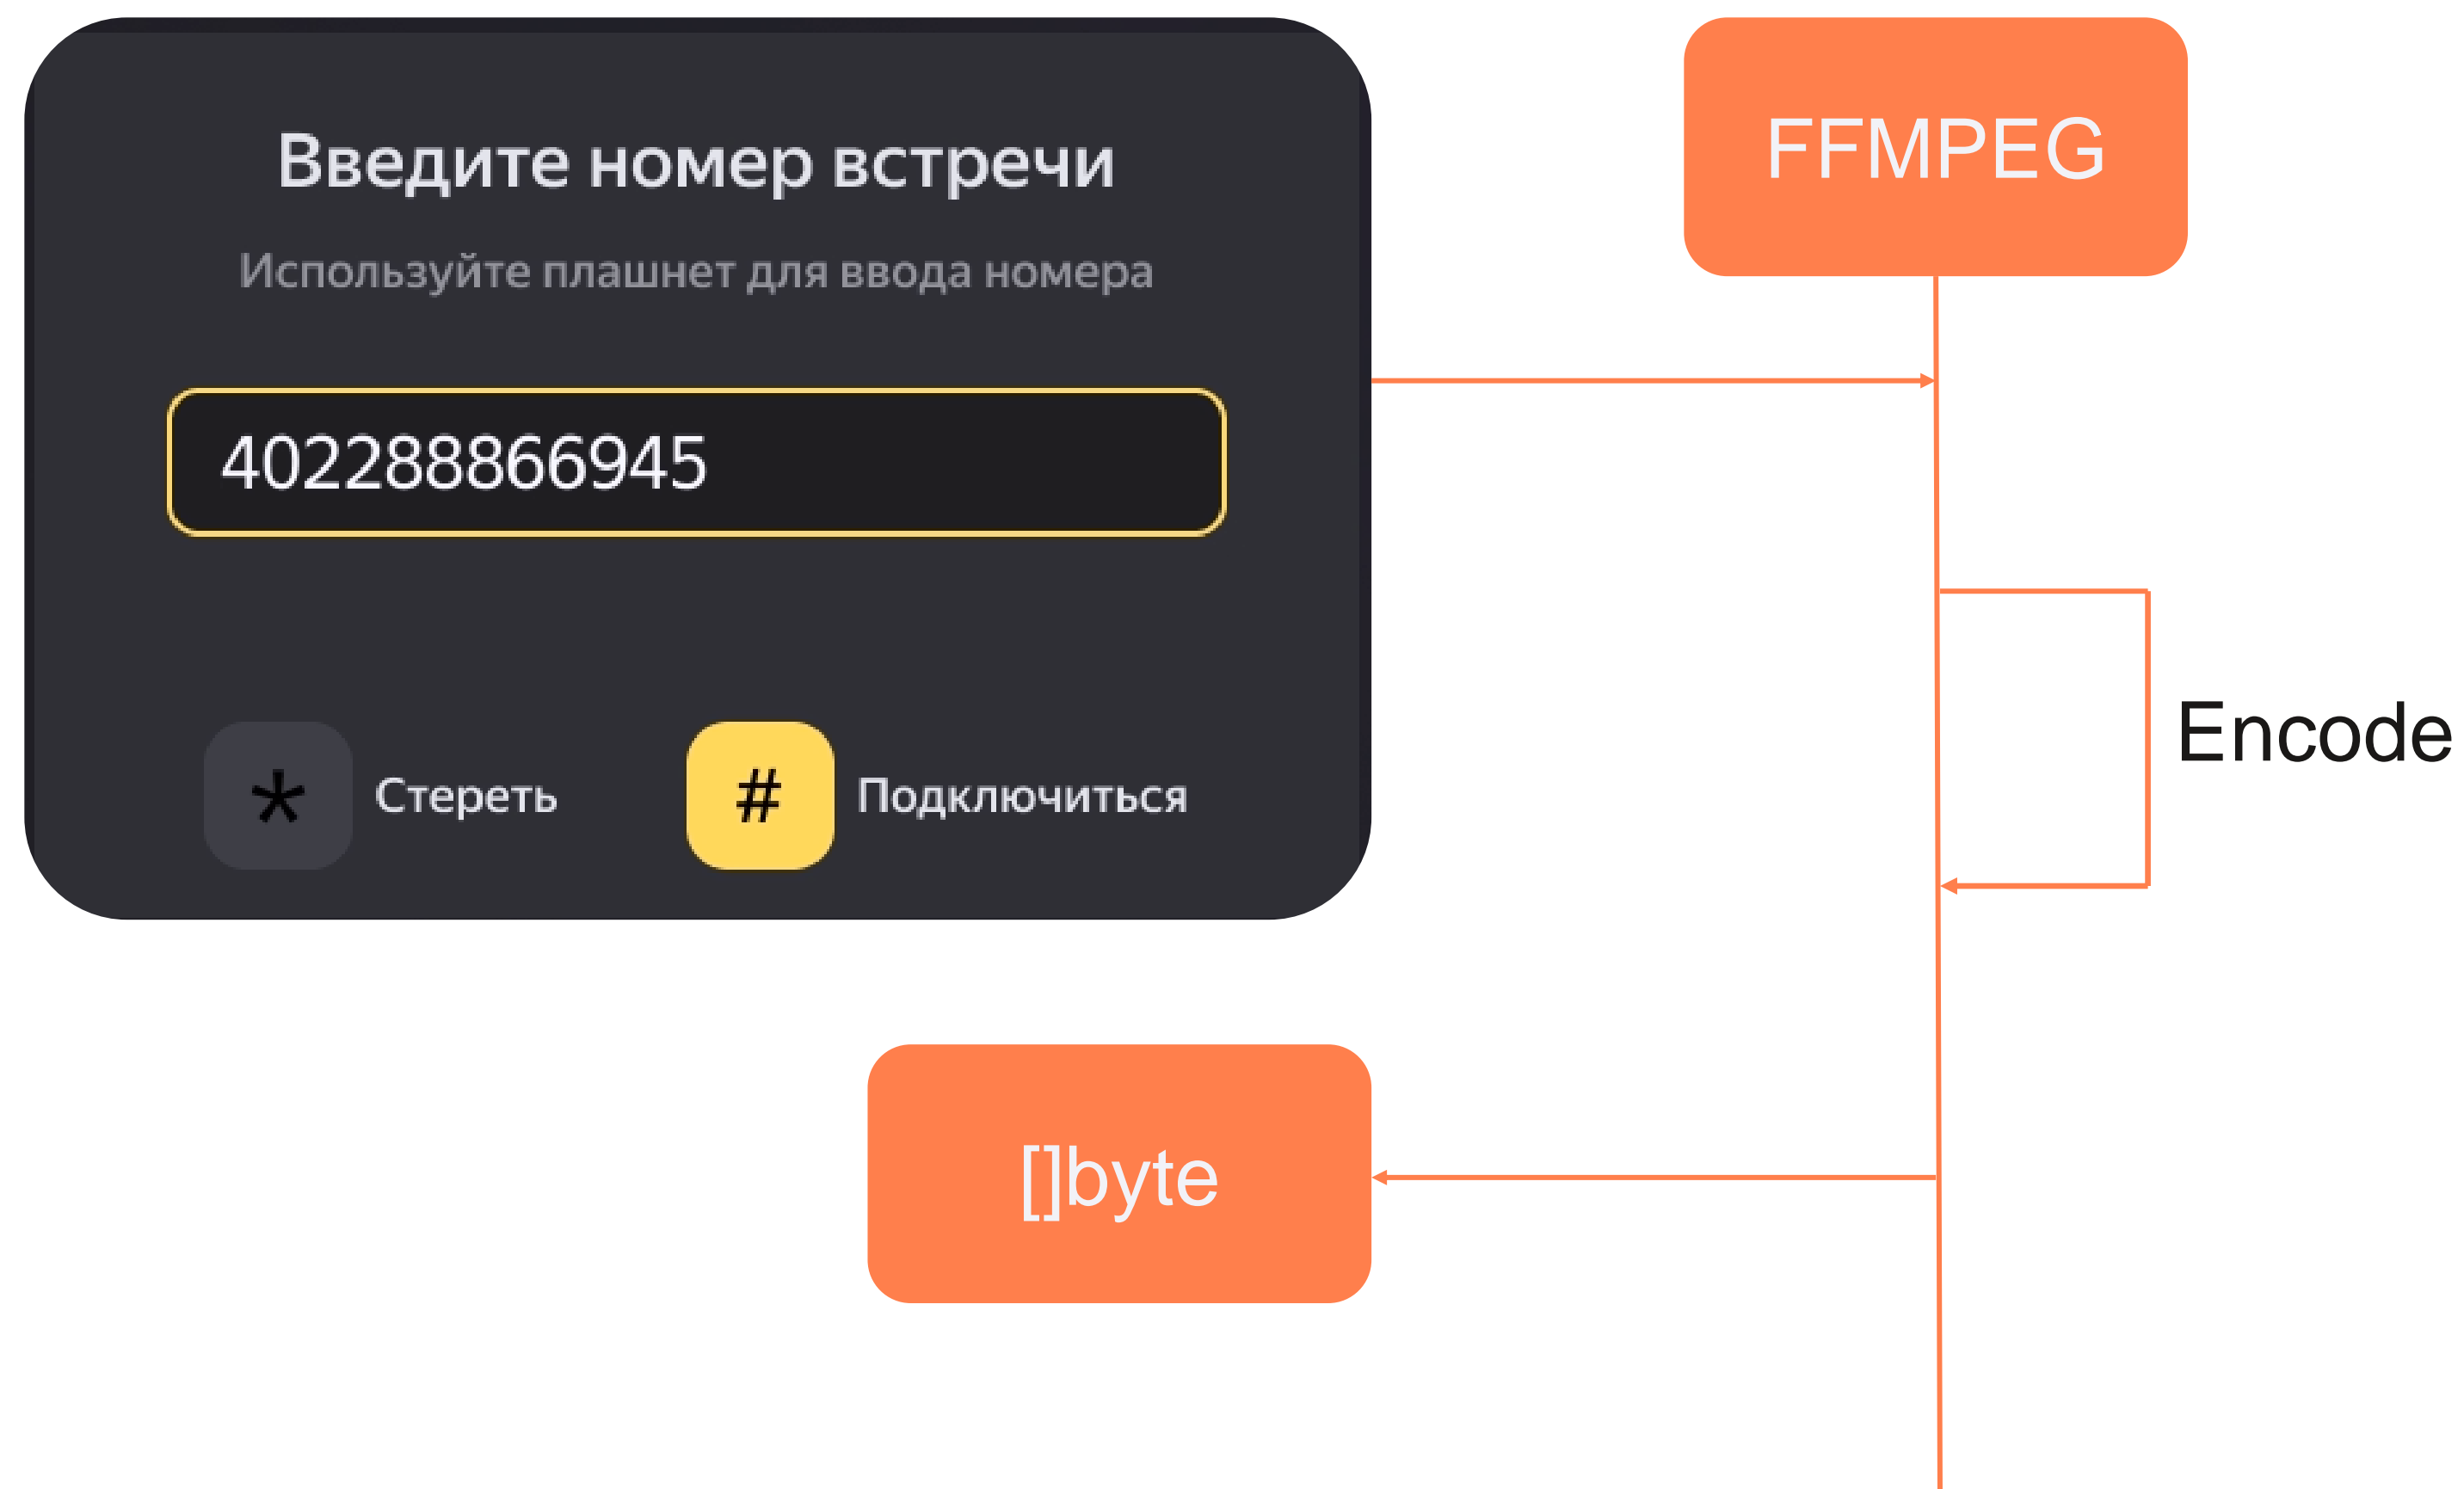 Введите номер встречи
Используйте плашнет для ввода номера
402288866945
* Стереть
# Подключиться
FFMPEG
Encode
[]byte